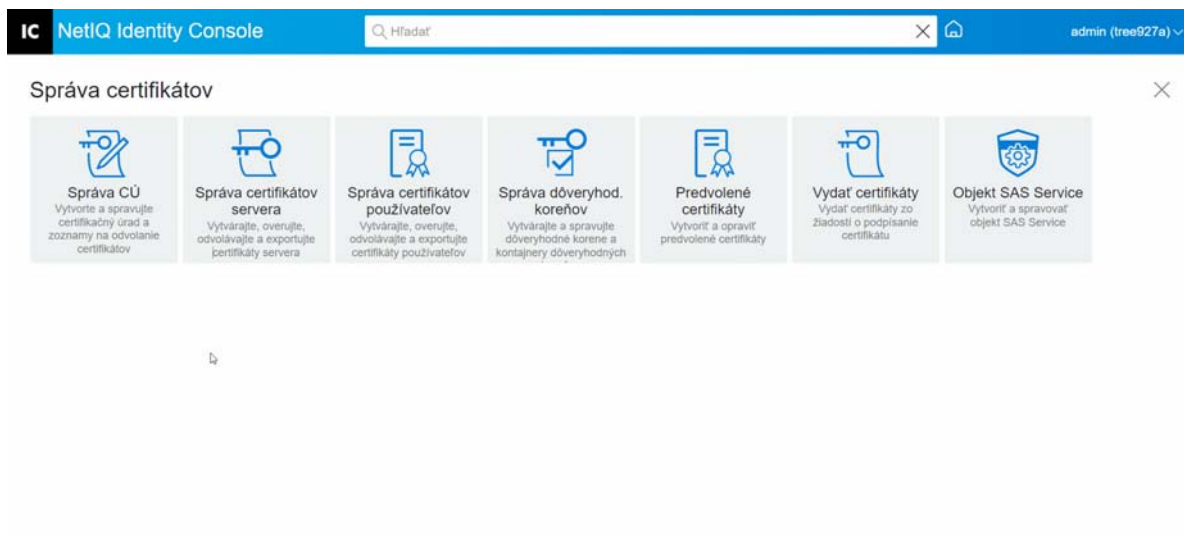 IC NetIQ Identity Console
Hľadať
admin (tree927a)
Správa certifikátov
Správa CÚ
Vytvorte a spravujte
certifikačný úrad a
zoznamy na odvolanie
certifikátov
Správa certifikátov
servera
Vytvárajte, overujte,
odvolávajte a exportujte
certifikáty servera
Správa certifikátov
používateľov
Vytvárajte, overujte,
odvolávajte a exportujte
certifikáty používateľov
Správa dôveryhod.
koreňov
Vytvárajte a spravujte
dôveryhodné korene a
kontajnery dôveryhodných
Predvolené
certifikáty
Vytvoriť a opraviť
predvolené certifikáty
Vydať certifikáty
Vydať certifikáty zo
žiadostí o podpísanie
certifikátu
Objekt SAS Service
Vytvoriť a spravovať
objekt SAS Service